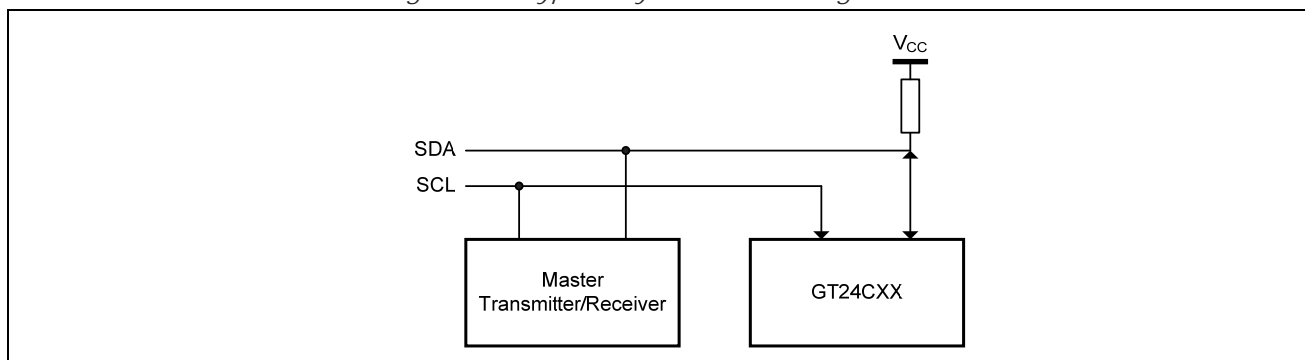 VCC
SDA
SCL
Master
Transmitter/Receiver
GT24CXX